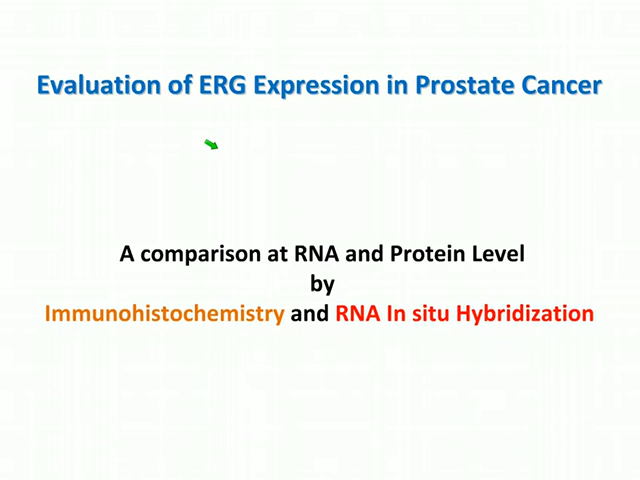 Evaluation of ERG Expression in Prostate Cancer
A comparison at RNA and Protein Level
by
Immunohistochemistry and RNA In situ Hybridization